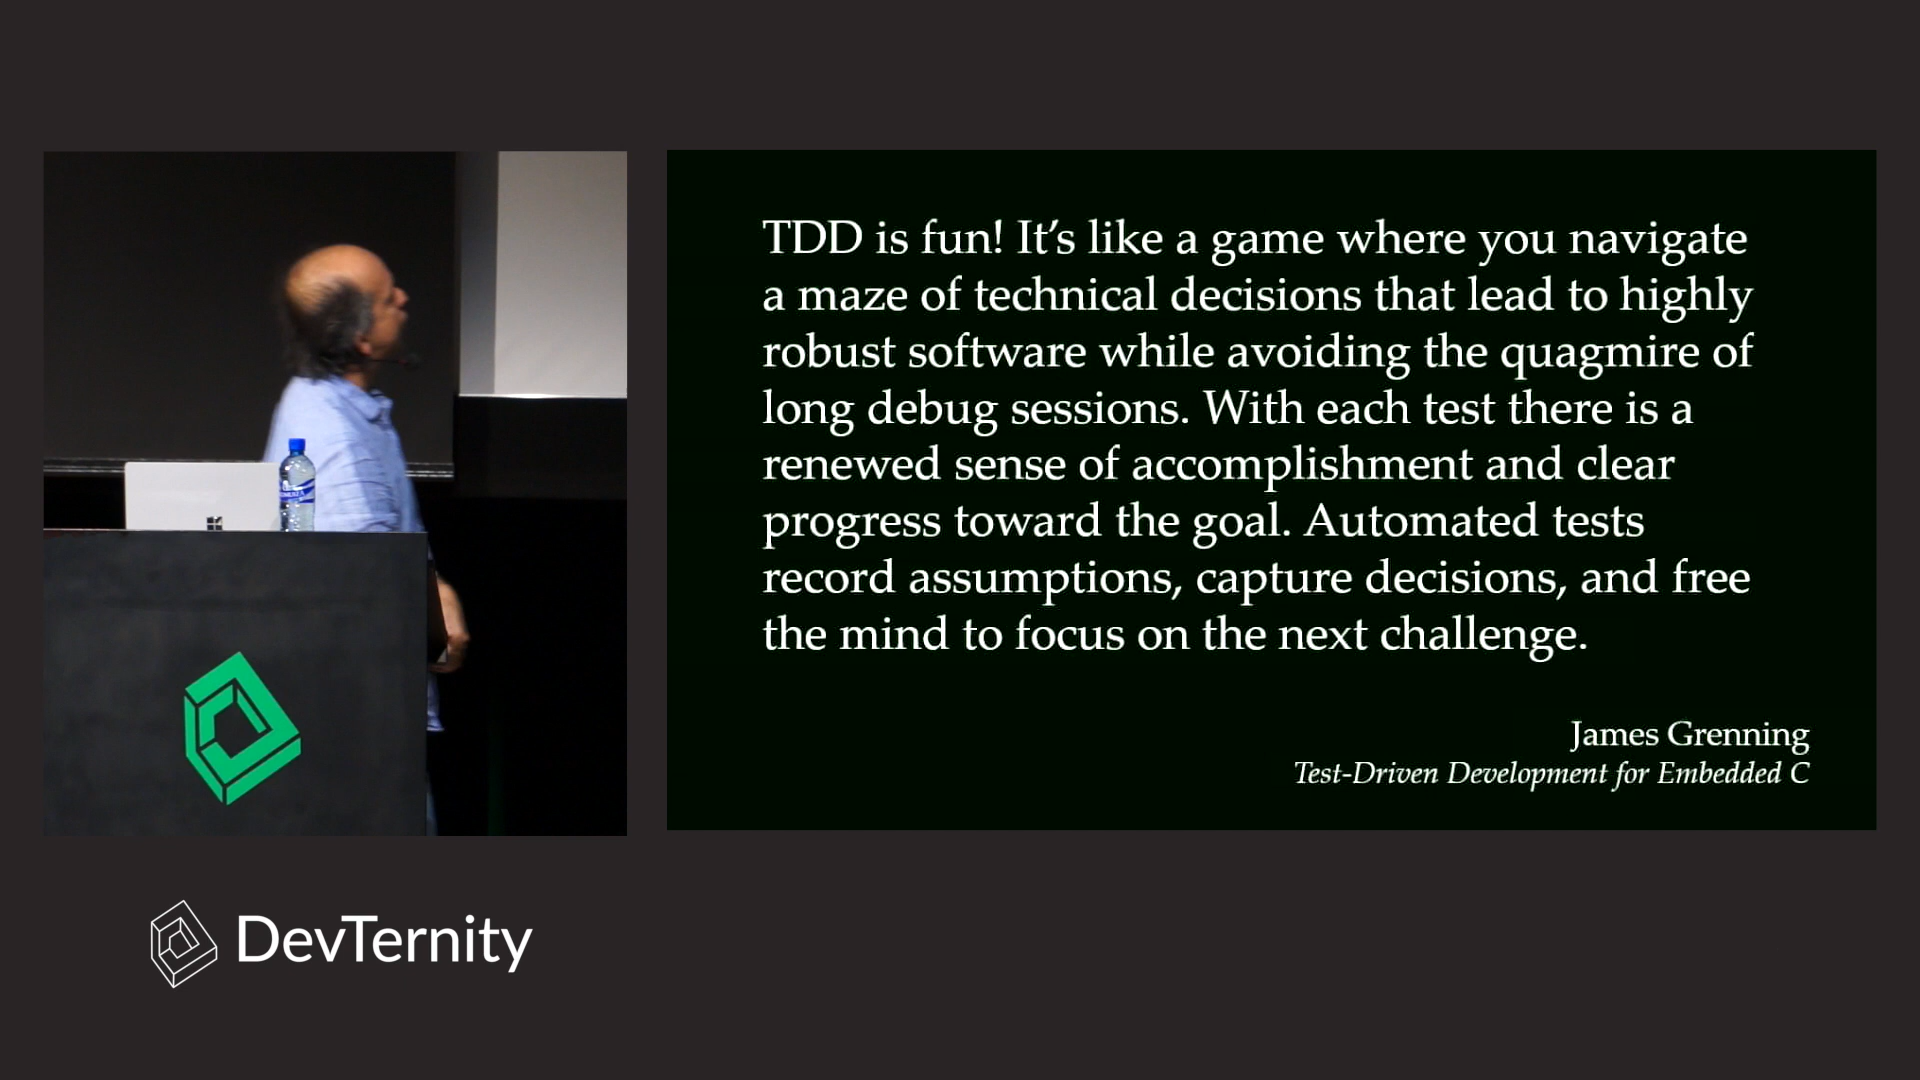 TDD is fun! It's like a game where you navigate
a maze of technical decisions that lead to highly
robust software while avoiding the quagmire of
long debug sessions. With each test there is a
renewed sense of accomplishment and clear
progress toward the goal. Automated tests
record assumptions, capture decisions, and free
the mind to focus on the next challenge.
James Grenning
Test-Driven Development for Embedded C
DevTernity